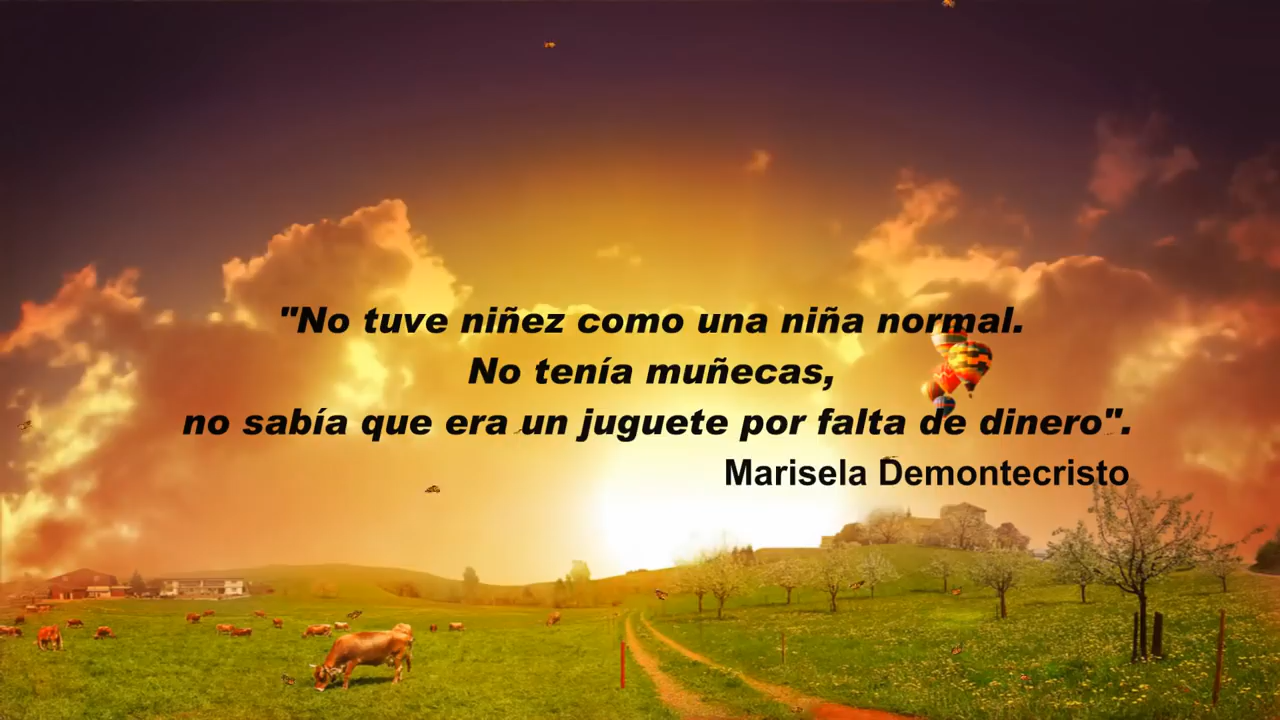 "No tuve niñez como una niña normal.
No tenía muñecas,
no sabía que era un juguete por falta de dinero".
Marisela Demontecristo